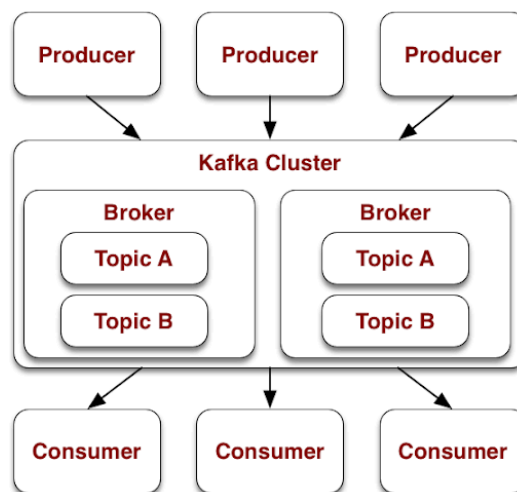 Producer
Producer
Producer
Kafka Cluster
Broker
Broker
Topic A
Topic A
Topic B
Topic B
Consumer
Consumer
Consumer